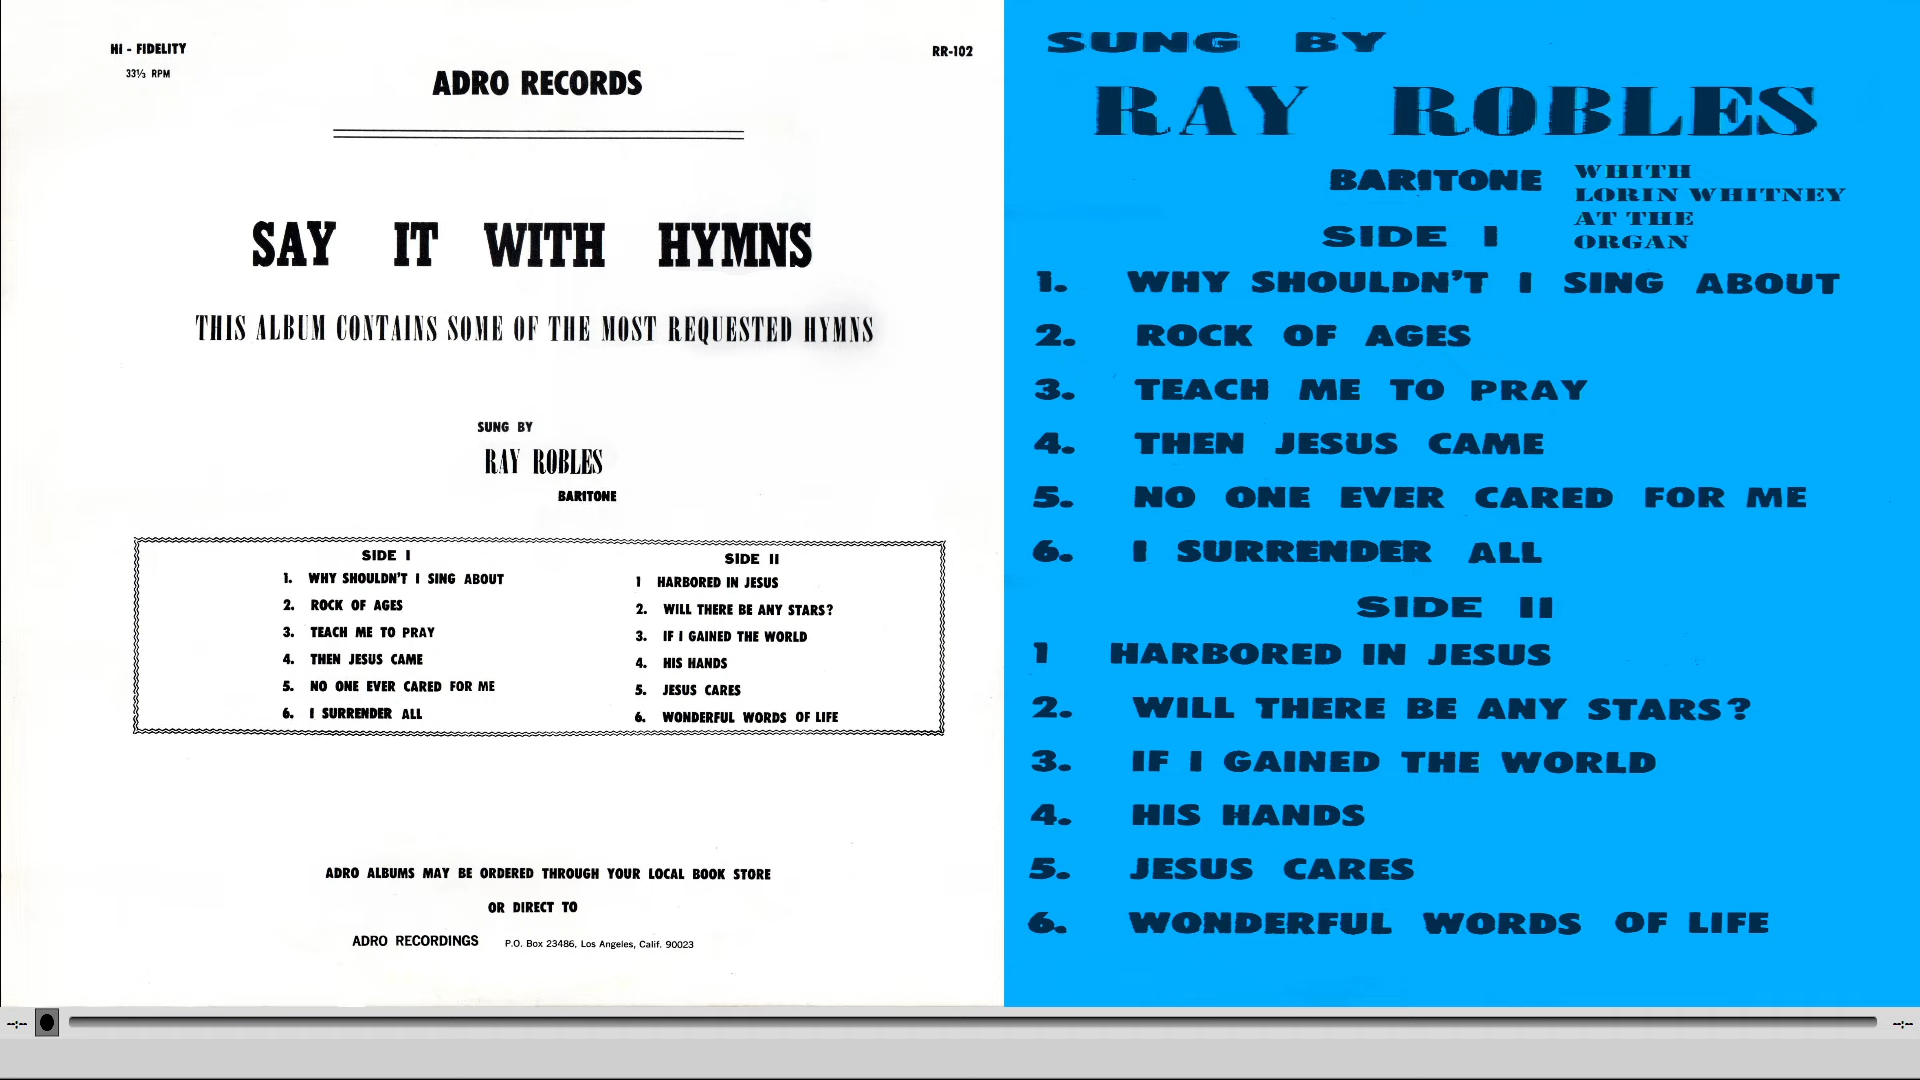 HI - FIDELITY
33⅓ RPM
RR-102
ADRO RECORDS
SAY IT WITH HYMNS
THIS ALBUM CONTAINS SOME OF THE MOST REQUESTED HYMNS
SUNG BY
RAY ROBLES
BARITONE
SIDE I
1. WHY SHOULDN'T I SING ABOUT
2. ROCK OF AGES
3. TEACH ME TO PRAY
4. THEN JESUS CAME
5. NO ONE EVER CARED FOR ME
6. I SURRENDER ALL
SIDE II
1 HARBORED IN JESUS
2. WILL THERE BE ANY STARS?
3. IF I GAINED THE WORLD
4. HIS HANDS
5. JESUS CARES
6. WONDERFUL WORDS OF LIFE
ADRO ALBUMS MAY BE ORDERED THROUGH YOUR LOCAL BOOK STORE
OR DIRECT TO
ADRO RECORDINGS P.O. Box 23486, Los Angeles, Calif. 90023
SUNG BY
RAY ROBLES
BARITONE
WHITH
LORIN WHITNEY
AT THE
ORGAN
SIDE I
1. WHY SHOULDN'T I SING ABOUT
2. ROCK OF AGES
3. TEACH ME TO PRAY
4. THEN JESUS CAME
5. NO ONE EVER CARED FOR ME
6. I SURRENDER ALL
SIDE II
1 HARBORED IN JESUS
2. WILL THERE BE ANY STARS?
3. IF I GAINED THE WORLD
4. HIS HANDS
5. JESUS CARES
6. WONDERFUL WORDS OF LIFE
--:-- --:--